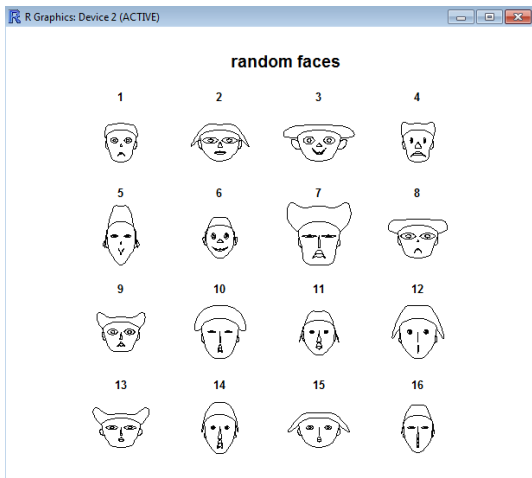 R Graphics: Device 2 (ACTIVE)
random faces
1 2 3 4
5 6 7 8
9 10 11 12
13 14 15 16